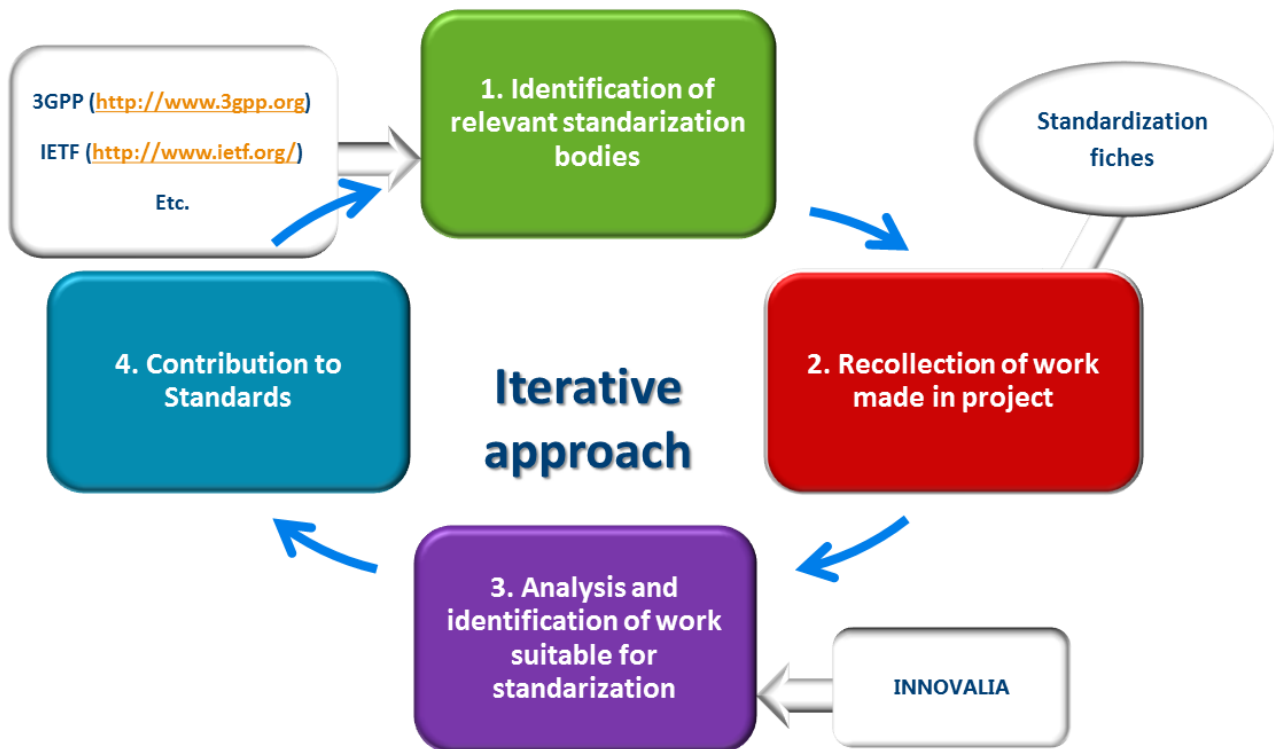 3GPP (http://www.3gpp.org)
IETF (http://www.ietf.org/)
Etc.
1. Identification of
relevant standarization
bodies
Standardization
fiches
4. Contribution to
Standards
Iterative
approach
2. Recollection of work
made in project
3. Analysis and
identification of work
suitable for
standarization
INNOVALIA